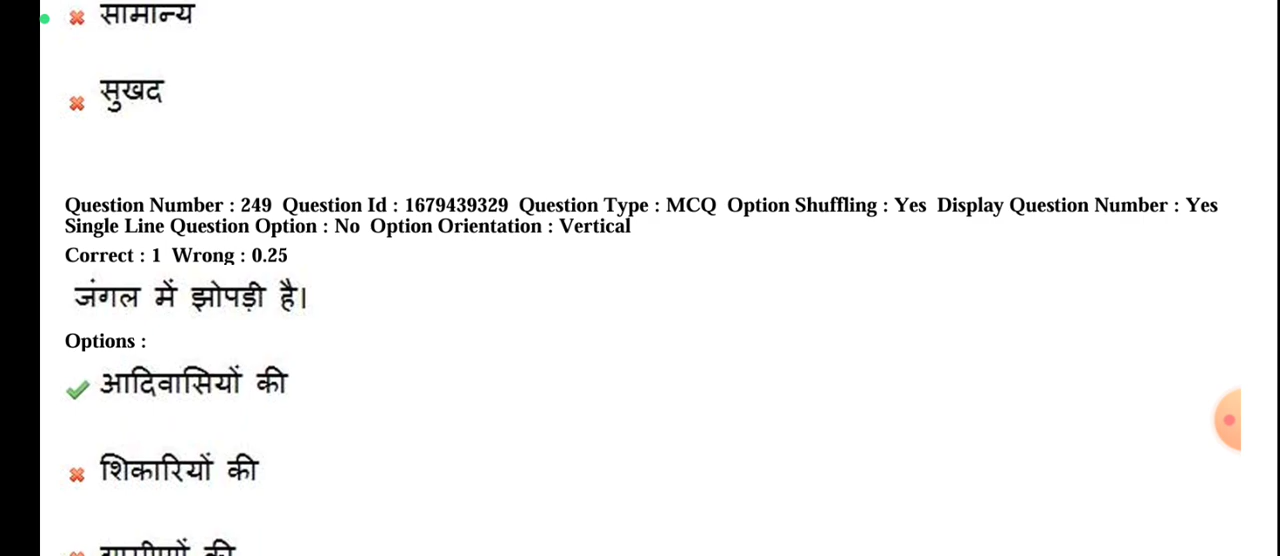 सामान्य
सुखद
Question Number : 249 Question Id : 1679439329 Question Type : MCQ Option Shuffling : Yes Display Question Number : Yes
Single Line Question Option : No Option Orientation : Vertical
Correct : 1 Wrong : 0.25
जंगल में झोपड़ी है।
Options :
आदिवासियों की
शिकारियों की
की